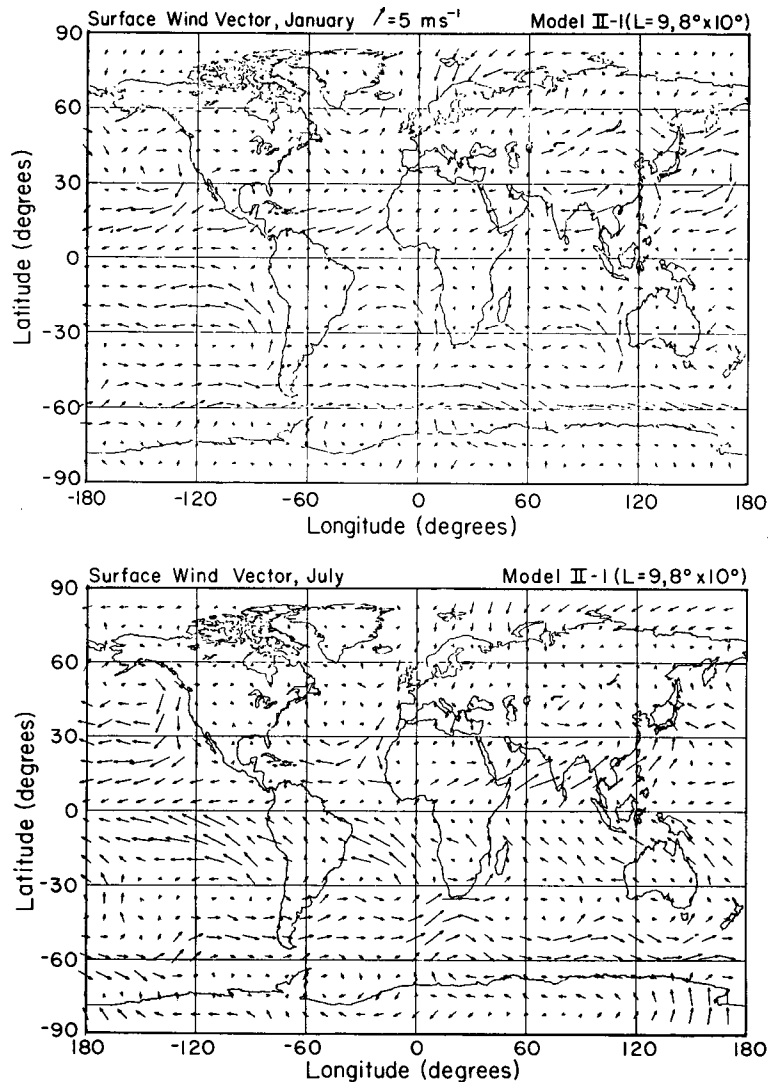 Surface Wind Vector, January ↗=5 ms⁻¹ Model II-1(L=9,8°x10°)
90
60
30
0
-30
-60
-90
Latitude (degrees)
-180 -120 -60 0 60 120 180
Longitude (degrees)
Surface Wind Vector, July Model II-1(L=9,8°x10°)
90
60
30
0
-30
-60
-90
Latitude (degrees)
-180 -120 -60 0 60 120 180
Longitude (degrees)